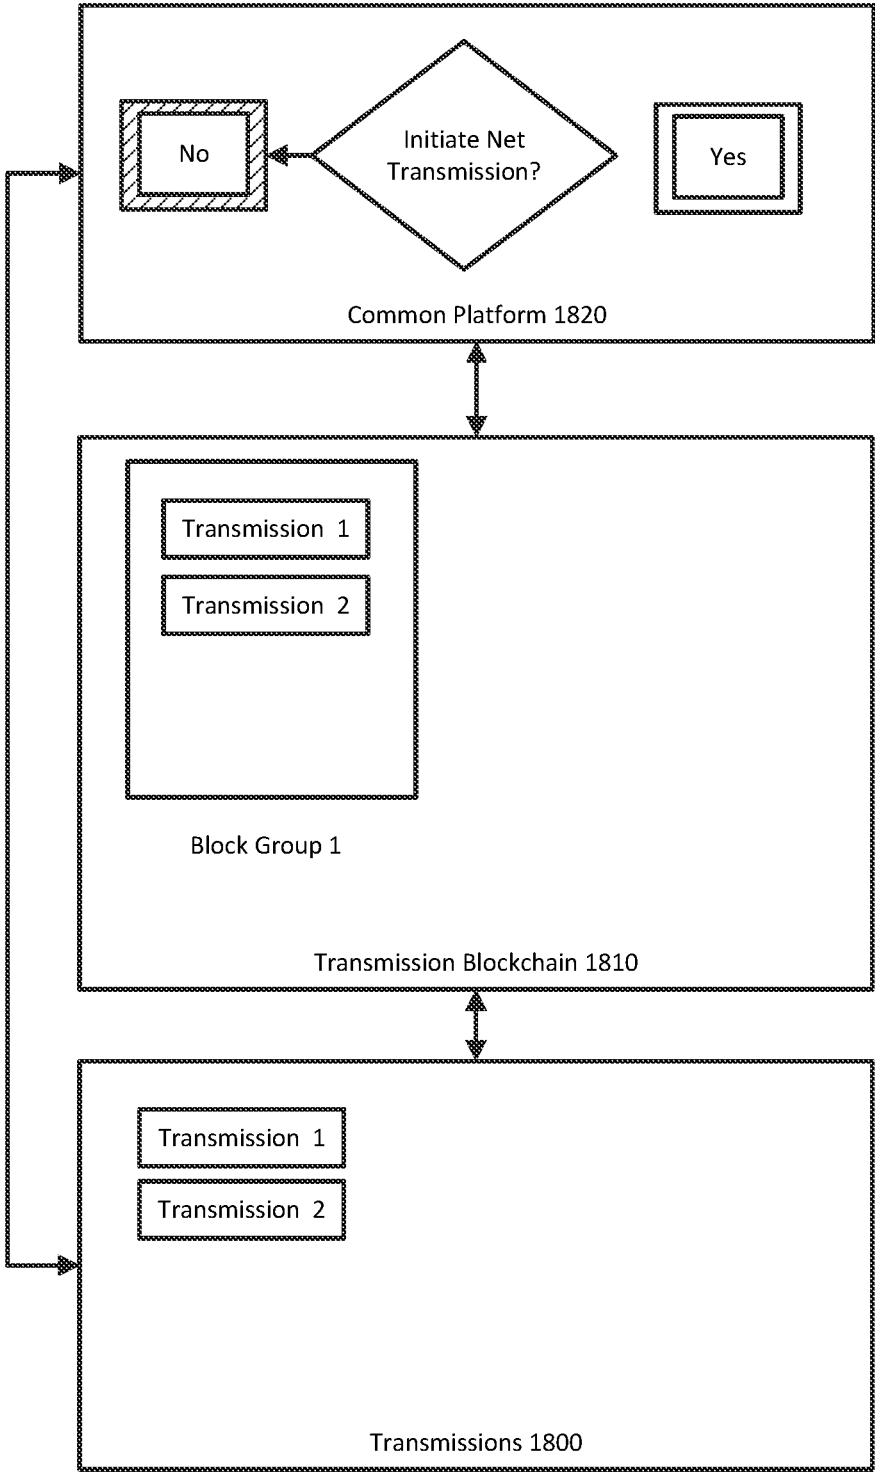 No
Initiate Net
Transmission?
Yes
Common Platform 1820
Transmission 1
Transmission 2
Block Group 1
Transmission Blockchain 1810
Transmission 1
Transmission 2
Transmissions 1800